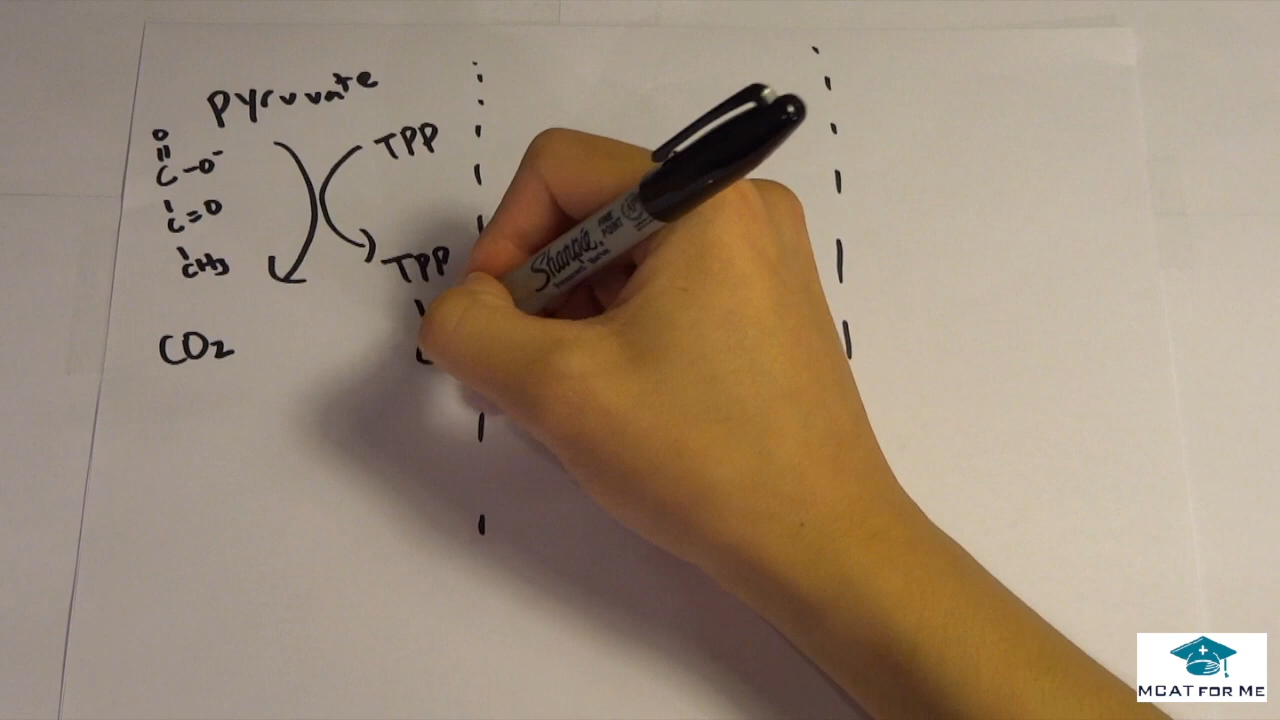 pyruvate
O
C-O⁻
TPP
C=O
CH3
TPP
CO2
Sharpie.
FINE
POINT
MCAT FOR ME